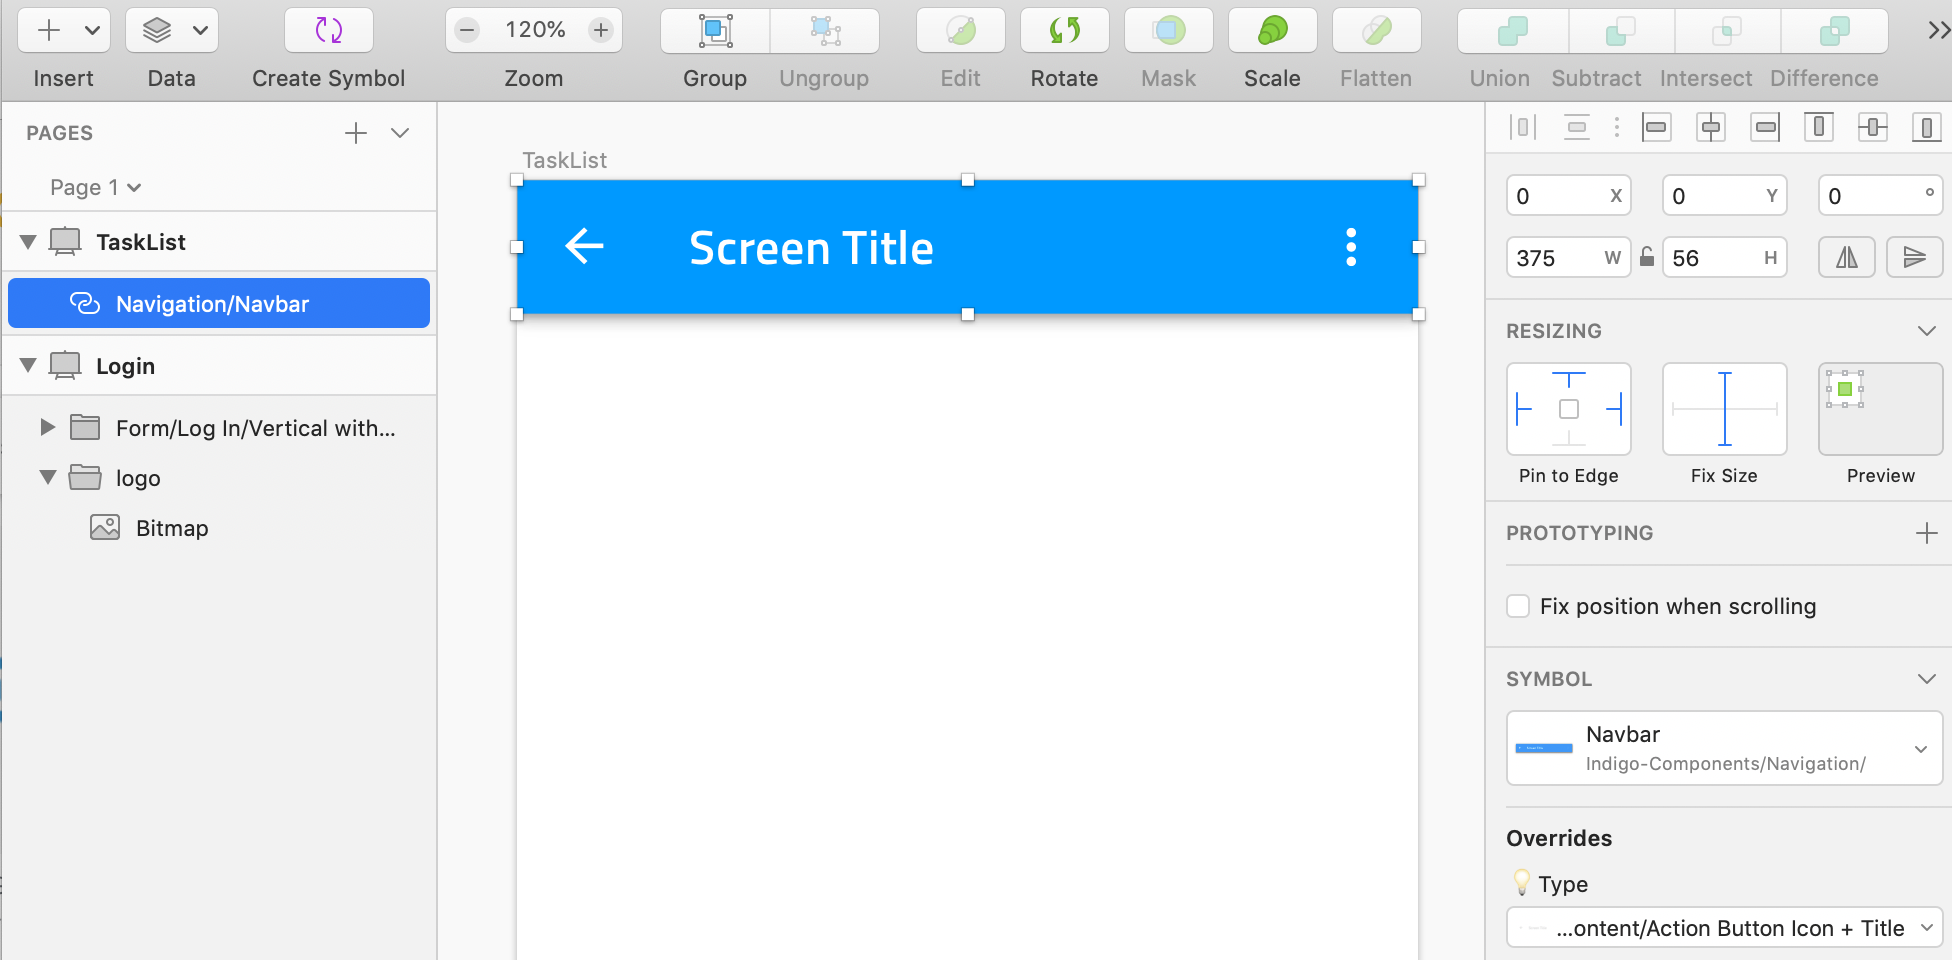 120%
Insert Data Create Symbol Zoom Group Ungroup Edit Rotate Mask Scale Flatten Union Subtract Intersect Difference
PAGES
Page 1
TaskList
Navigation/Navbar
Login
Form/Log In/Vertical with...
logo
Bitmap
TaskList
Screen Title
0 X 0 Y 0 °
375 W 56 H
RESIZING
Pin to Edge Fix Size Preview
PROTOTYPING
Fix position when scrolling
SYMBOL
Navbar
Indigo-Components/Navigation/
Overrides
Type
...ontent/Action Button Icon + Title